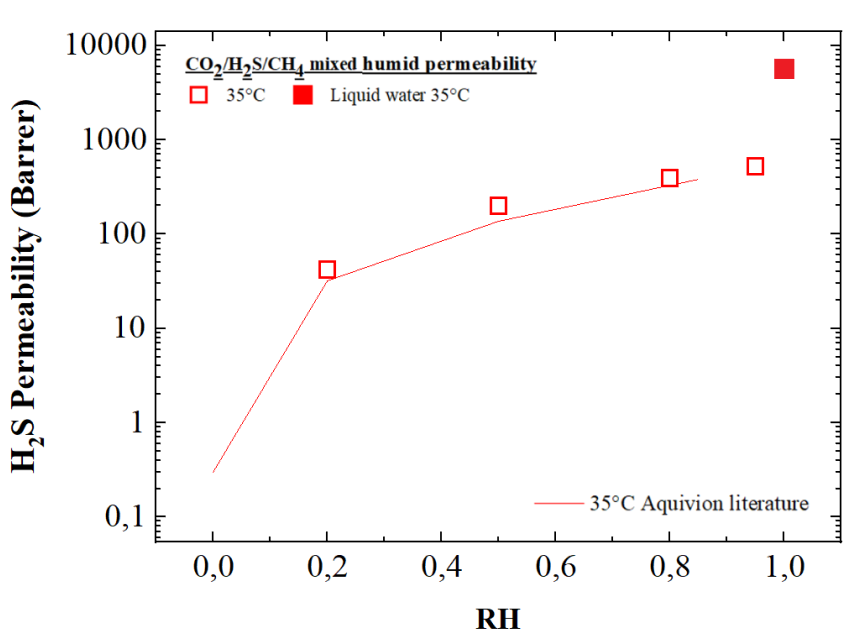 CO2/H2S/CH4 mixed humid permeability
35°C
Liquid water 35°C
H2S Permeability (Barrer)
10000
1000
100
10
1
0,1
35°C Aquivion literature
0,0
0,2
0,4
0,6
0,8
1,0
RH